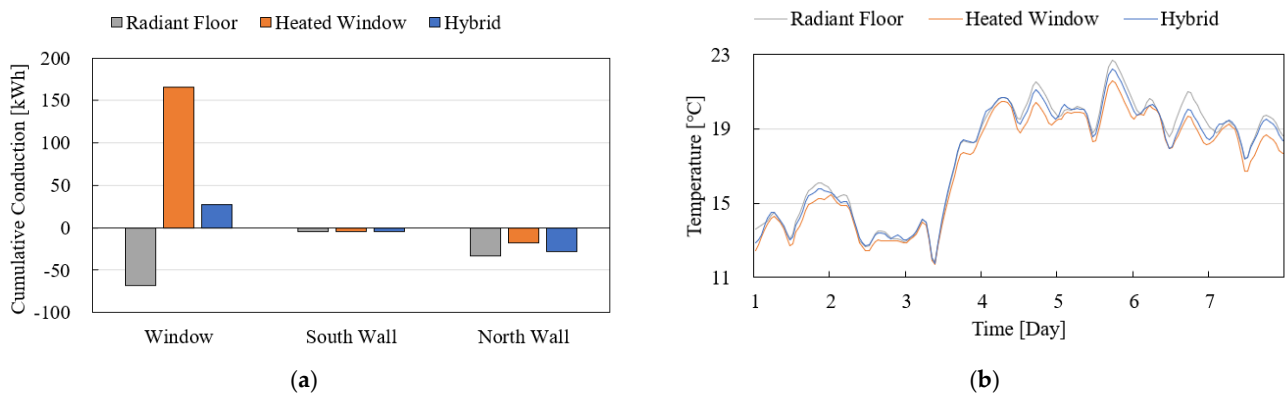 Radiant Floor Heated Window Hybrid
Cumulative Conduction [kWh]
200
150
100
50
0
-50
-100
Window South Wall North Wall
(a)
Radiant Floor Heated Window Hybrid
Temperature [°C]
23
19
15
11
1 2 3 4 5 6 7
Time [Day]
(b)